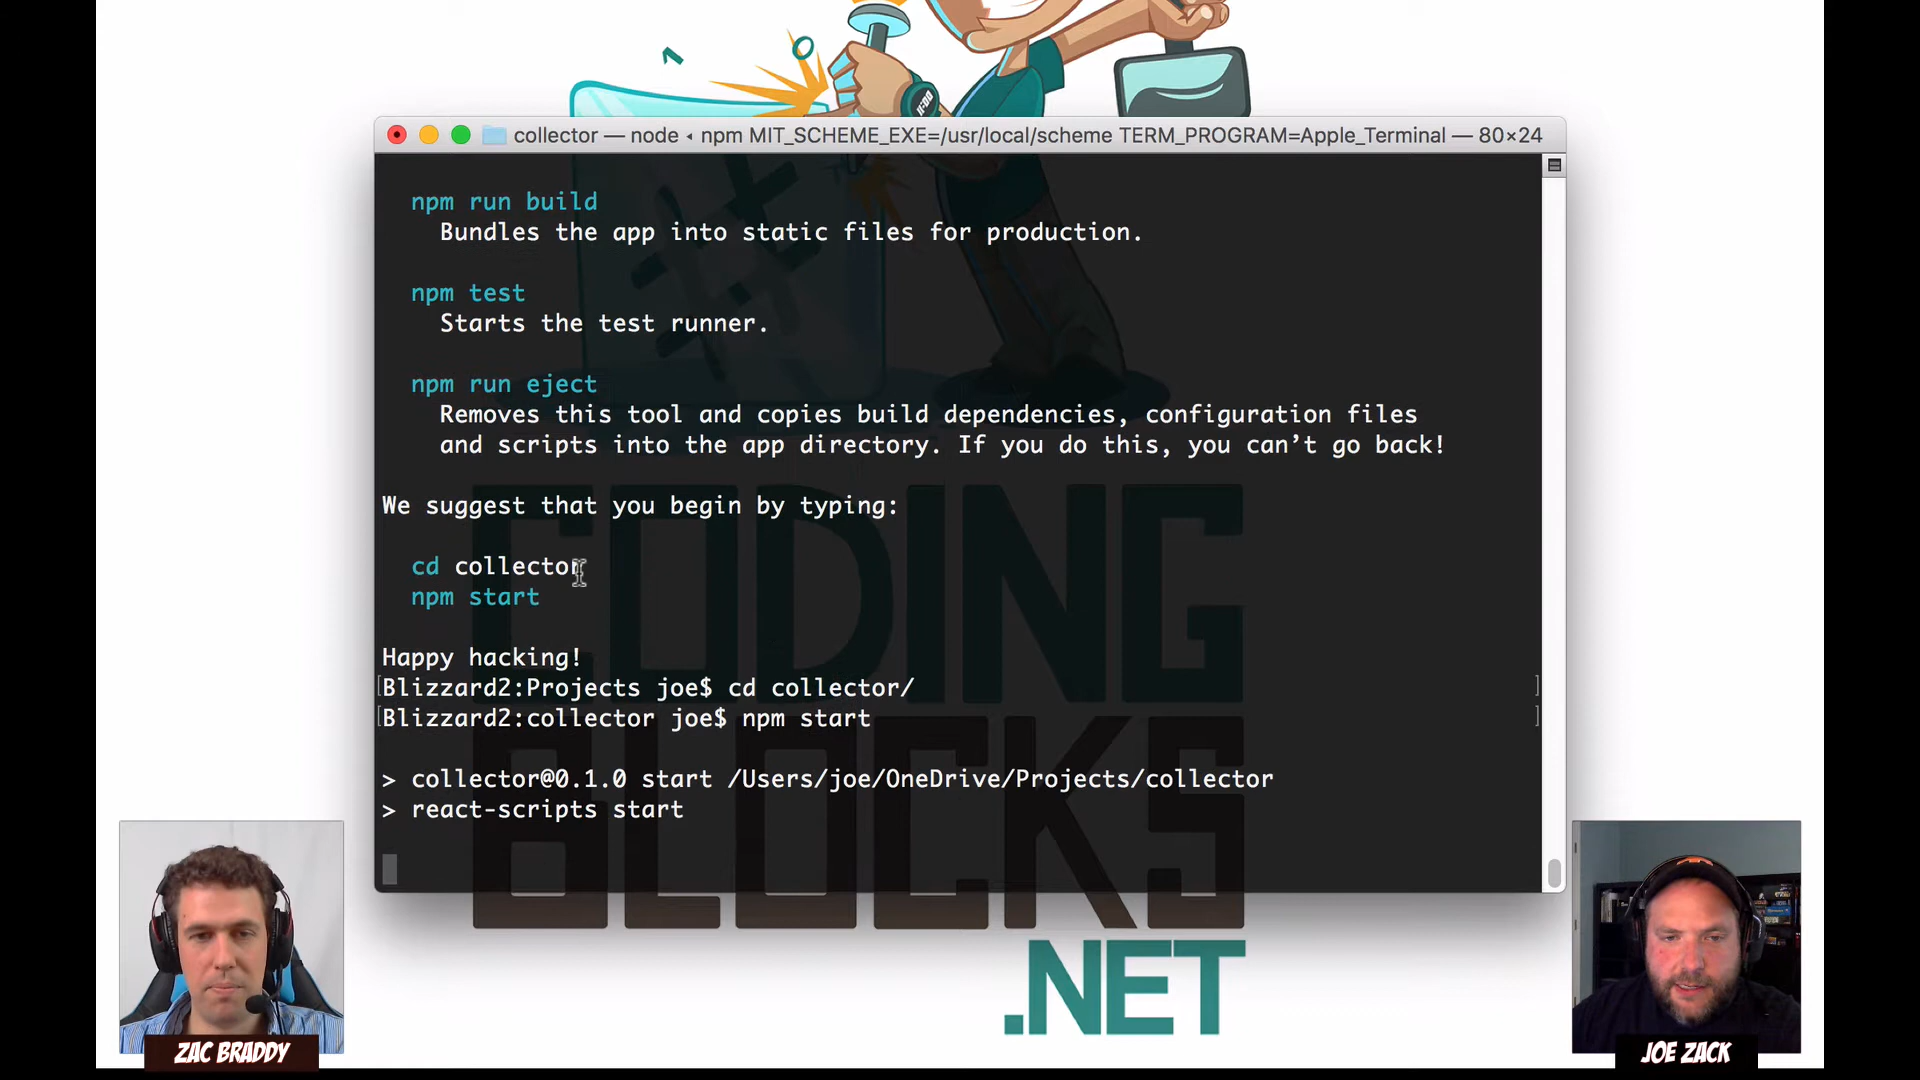 collector — node ◂ npm MIT_SCHEME_EXE=/usr/local/scheme TERM_PROGRAM=Apple_Terminal — 80×24
npm run build
Bundles the app into static files for production.
npm test
Starts the test runner.
npm run eject
Removes this tool and copies build dependencies, configuration files
and scripts into the app directory. If you do this, you can’t go back!
We suggest that you begin by typing:
cd collector
npm start
Happy hacking!
[Blizzard2:Projects joe$ cd collector/ ]
[Blizzard2:collector joe$ npm start ]
> collector@0.1.0 start /Users/joe/OneDrive/Projects/collector
> react-scripts start
CODING
BLOCKS
.NET
ZAC BRADDY
JOE ZACK